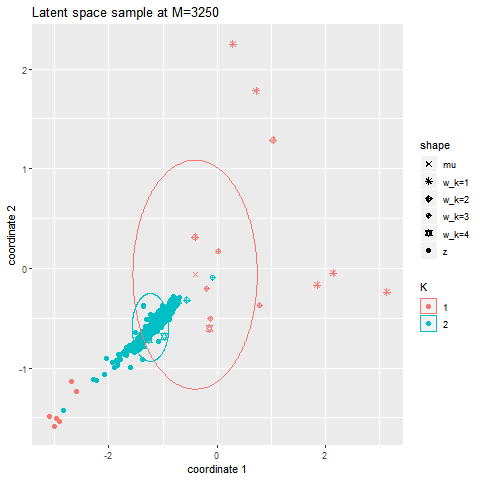 Latent space sample at M=3250
2
1
0
-1
coordinate 2
-2
0
2
coordinate 1
shape
mu
w_k=1
w_k=2
w_k=3
w_k=4
z
K
1
2